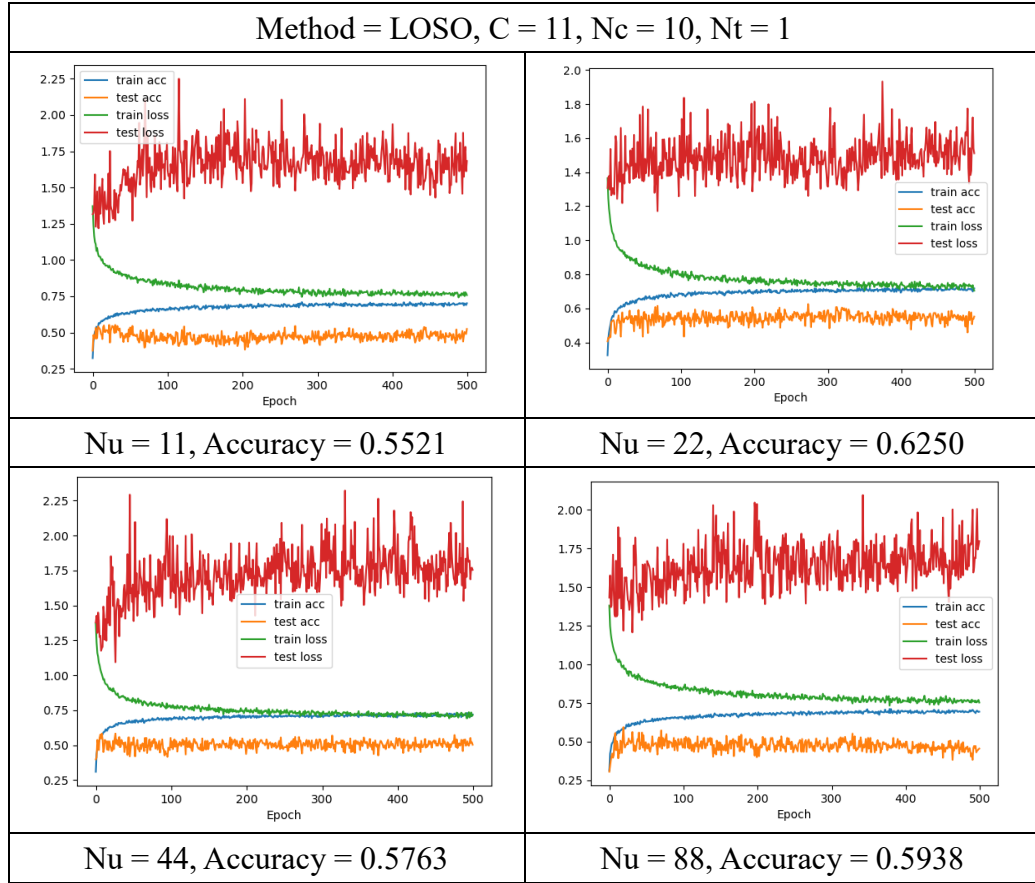 Method = LOSO, C = 11, Nc = 10, Nt = 1
2.25
2.00
1.75
1.50
1.25
1.00
0.75
0.50
0.25
train acc
test acc
train loss
test loss
0 100 200 300 400 500
Epoch
2.0
1.8
1.6
1.4
1.2
1.0
0.8
0.6
0.4
train acc
test acc
train loss
test loss
0 100 200 300 400 500
Epoch
Nu = 11, Accuracy = 0.5521
Nu = 22, Accuracy = 0.6250
2.25
2.00
1.75
1.50
1.25
1.00
0.75
0.50
0.25
train acc
test acc
train loss
test loss
0 100 200 300 400 500
Epoch
2.00
1.75
1.50
1.25
1.00
0.75
0.50
0.25
train acc
test acc
train loss
test loss
0 100 200 300 400 500
Epoch
Nu = 44, Accuracy = 0.5763
Nu = 88, Accuracy = 0.5938